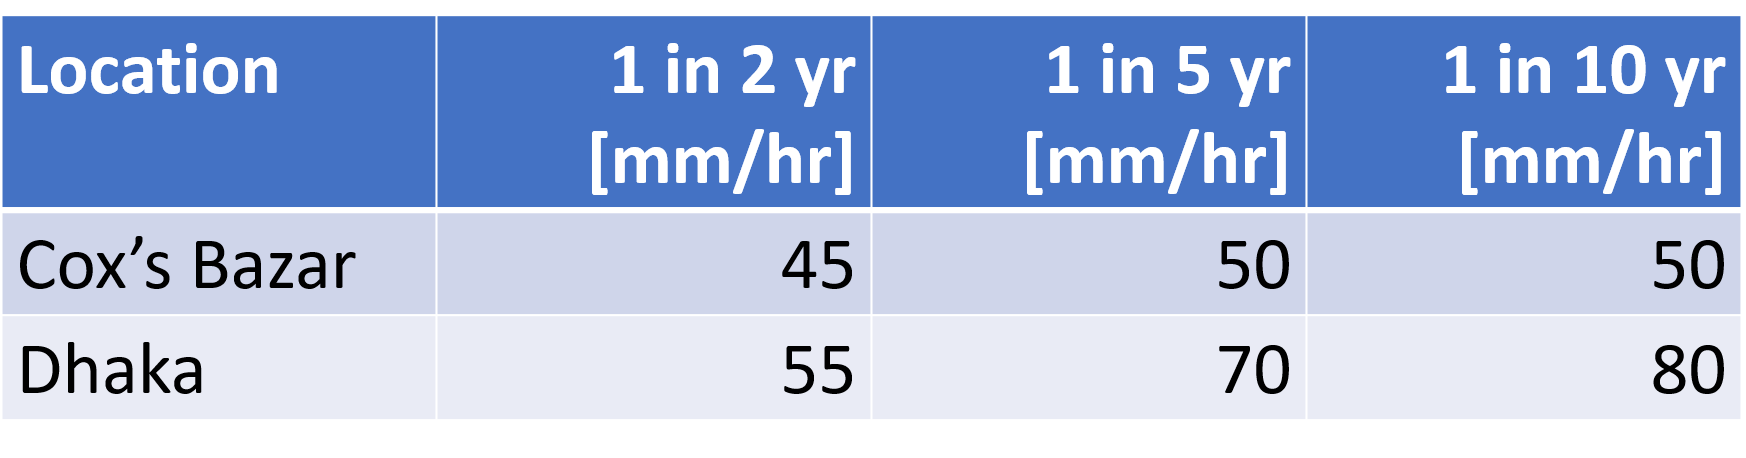 Location 1 in 2 yr 1 in 5 yr 1 in 10 yr
[mm/hr] [mm/hr] [mm/hr]
Cox’s Bazar 45 50 50
Dhaka 55 70 80